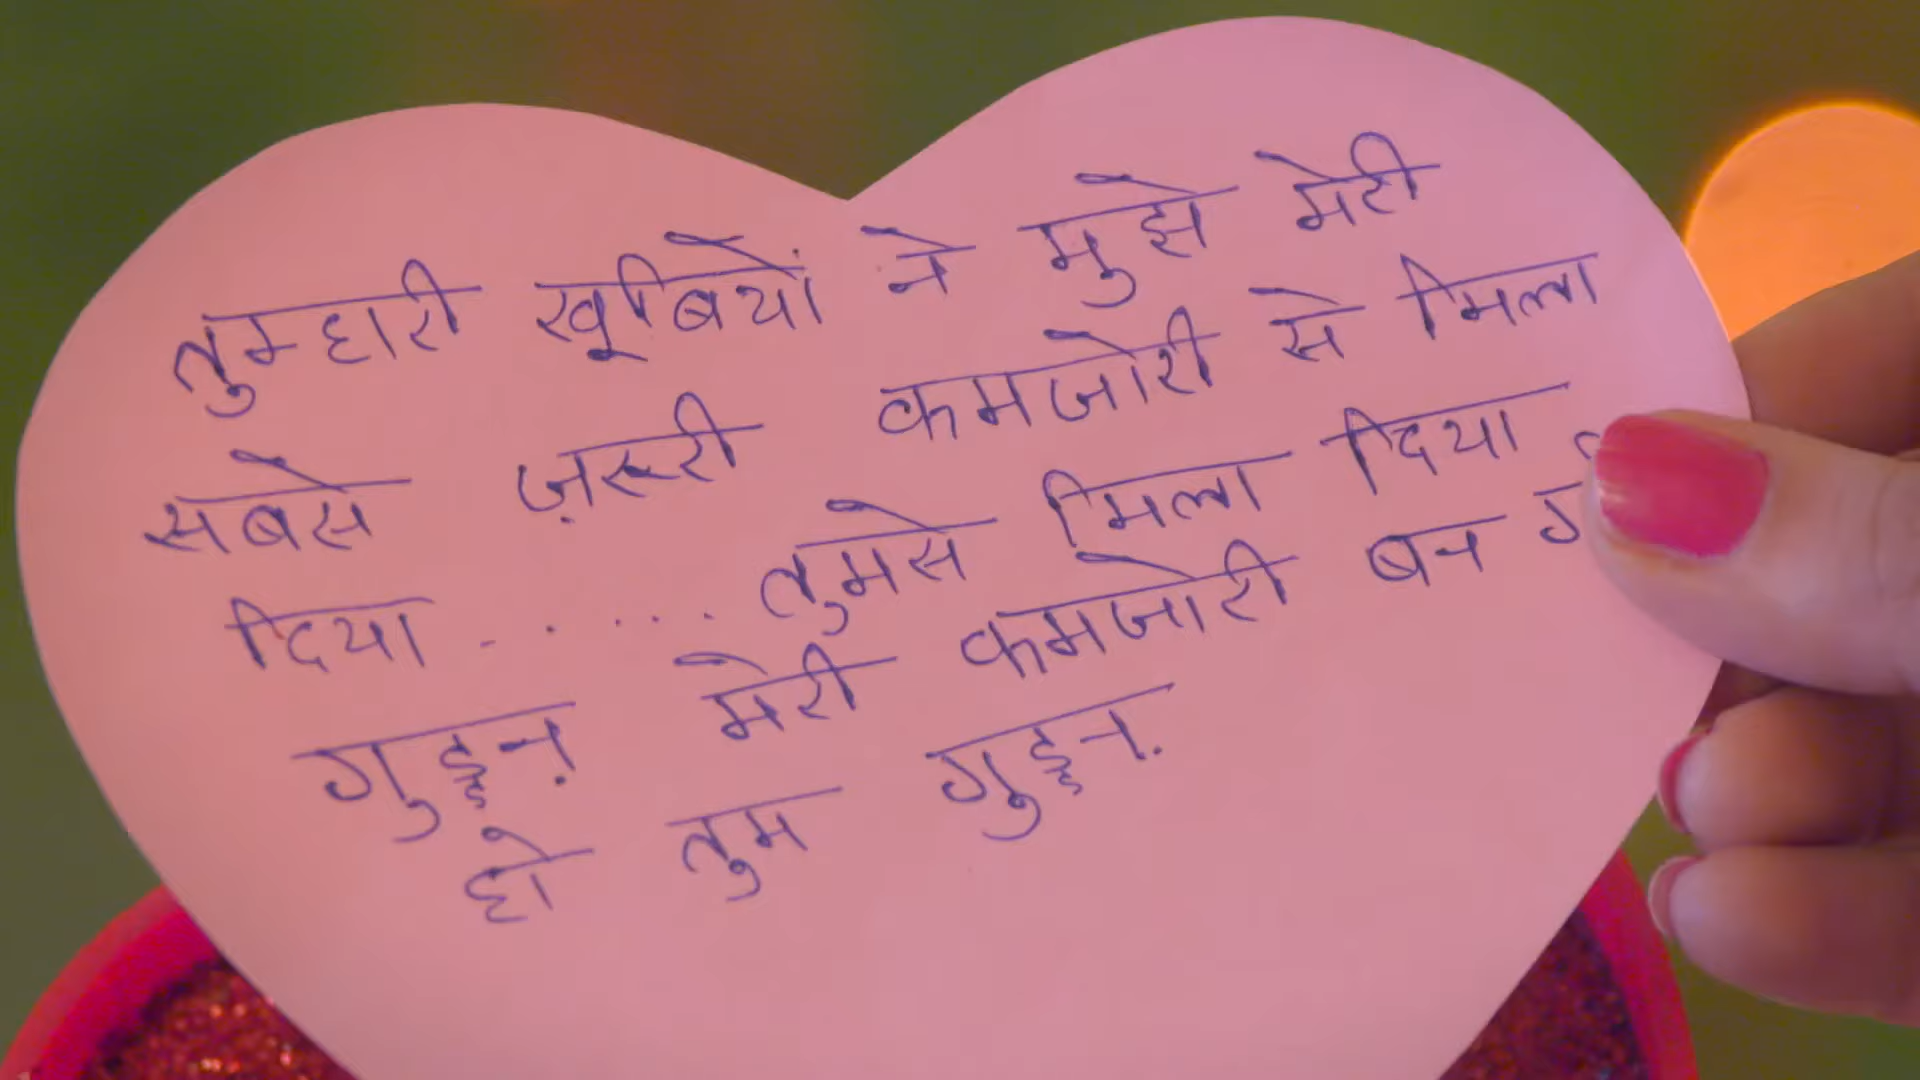 तुम्हारी खूबियों ने मुझे मेरी
सबसे ज़रूरी कमजोरी से मिला
दिया ...... तुमसे मिला दिया
गुड्डन मेरी कमजोरी बन
हो तुम गुड्डन.